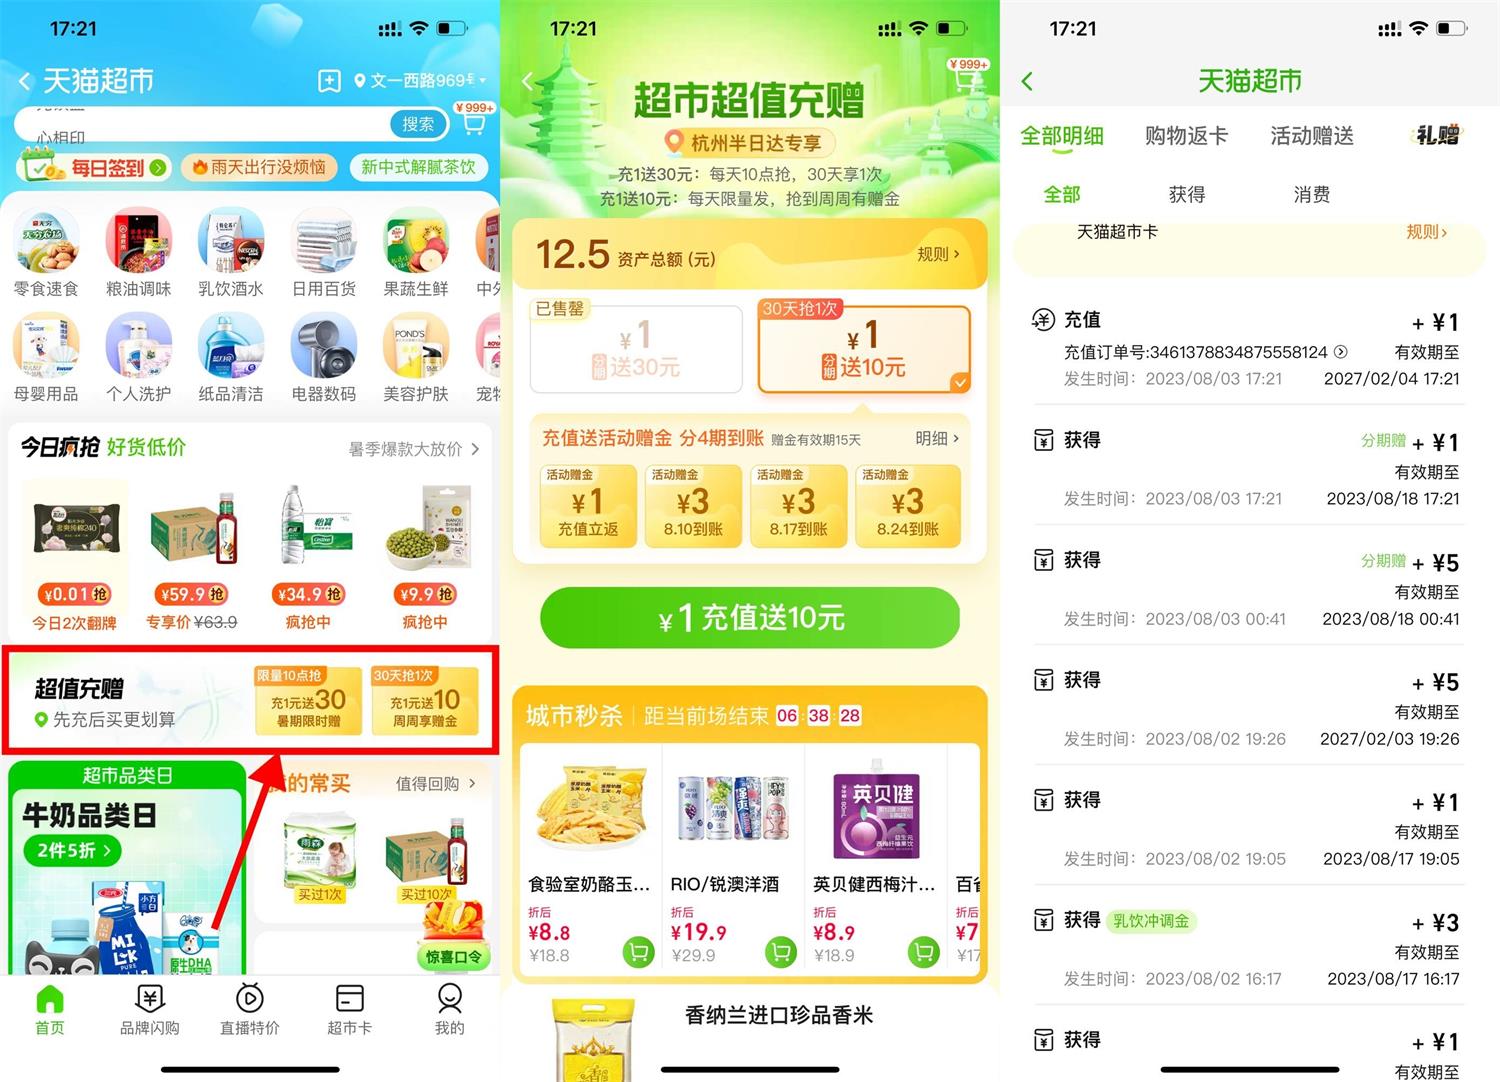 17:21
天猫超市
文一西路969号
心相印
搜索
¥999+
每日签到
雨天出行没烦恼
新中式解腻茶饮
零食速食
粮油调味
乳饮酒水
日用百货
果蔬生鲜
母婴用品
个人洗护
纸品清洁
电器数码
美容护肤
今日疯抢 好货低价
暑季爆款大放价
¥0.01抢
¥59.9抢
¥34.9抢
¥9.9抢
今日2次翻牌
专享价¥63.9
疯抢中
疯抢中
超值充赠
先充后买更划算
限量10点抢
充1元送30
暑期限时赠
30天抢1次
充1元送10
周周享赠金
超市品类日
牛奶品类日
2件5折
小方白
MILK
PURE
原生DHA
我的常买
值得回购
雨森
买过1次
买过10次
惊喜口令
首页
品牌闪购
直播特价
超市卡
我的
17:21
¥999+
超市超值充赠
杭州半日达专享
充1送30元：每天10点抢，30天享1次
充1送10元：每天限量发，抢到周周有赠金
12.5 资产总额 (元)
规则
已售罄
¥1
分期 送30元
30天抢1次
¥1
分期 送10元
充值送活动赠金 分4期到账 赠金有效期15天
明细
活动赠金
¥1
充值立返
活动赠金
¥3
8.10到账
活动赠金
¥3
8.17到账
活动赠金
¥3
8.24到账
¥1充值送10元
城市秒杀 距当前场结束 06:38:28
英贝健
食验室奶酪玉...
RIO/锐澳洋酒
英贝健西梅汁...
折后
¥8.8
¥18.8
折后
¥19.9
¥29.9
折后
¥8.9
¥18.9
折后
¥7
¥17
香纳兰进口珍品香米
17:21
天猫超市
全部明细
购物返卡
活动赠送
礼赠
全部
获得
消费
天猫超市卡
规则
充值
+ ¥1
充值订单号:3461378834875558124
有效期至
发生时间：2023/08/03 17:21
2027/02/04 17:21
获得
分期赠 + ¥1
有效期至
发生时间：2023/08/03 17:21
2023/08/18 17:21
获得
分期赠 + ¥5
有效期至
发生时间：2023/08/03 00:41
2023/08/18 00:41
获得
+ ¥5
有效期至
发生时间：2023/08/02 19:26
2027/02/03 19:26
获得
+ ¥1
有效期至
发生时间：2023/08/02 19:05
2023/08/17 19:05
获得 乳饮冲调金
+ ¥3
有效期至
发生时间：2023/08/02 16:17
2023/08/17 16:17
获得
+ ¥1
有效期至